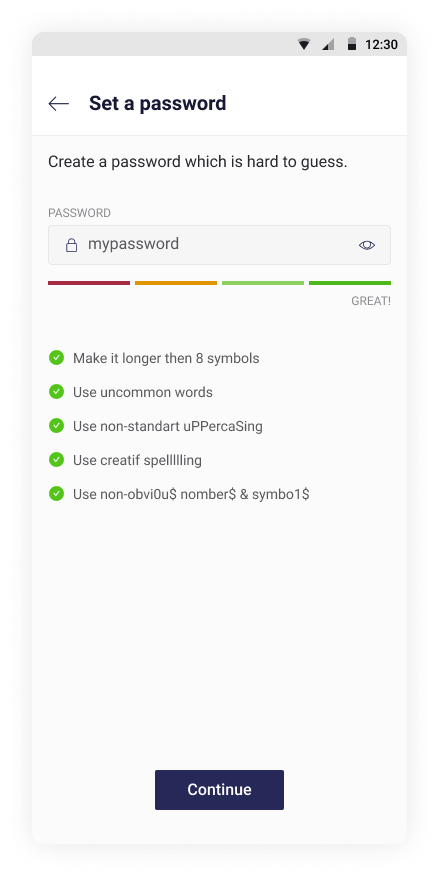 12:30
Set a password
Create a password which is hard to guess.
PASSWORD
mypassword
GREAT!
Make it longer then 8 symbols
Use uncommon words
Use non-standart uPPercaSing
Use creatif spelllllling
Use non-obvi0u$ nomber$ & symbo1$
Continue